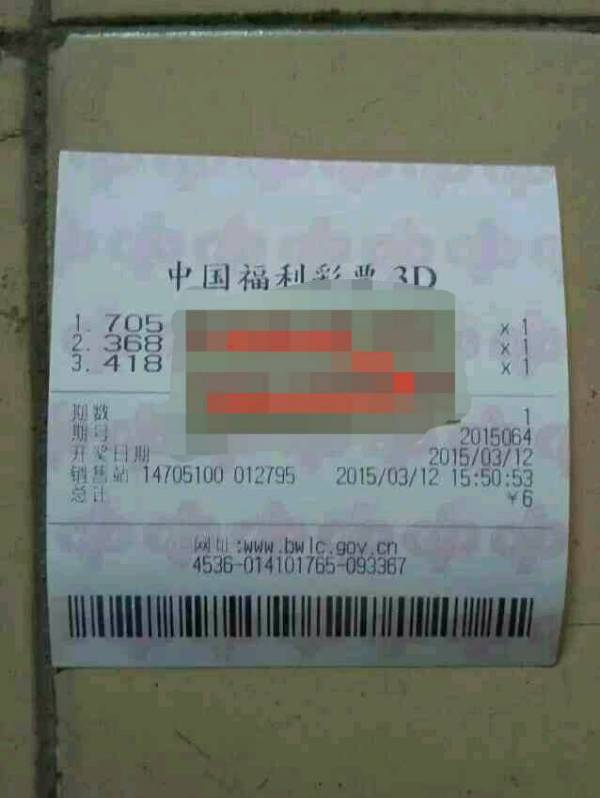 中国福利彩票 3D
1. 705 x 1
2. 368 x 1
3. 418 x 1
期数 1
期号 2015064
开奖日期 2015/03/12
销售站 14705100 012795 2015/03/12 15:50:53
总计 ¥6
网址:www.bwlc.gov.cn
4536-014101765-093367